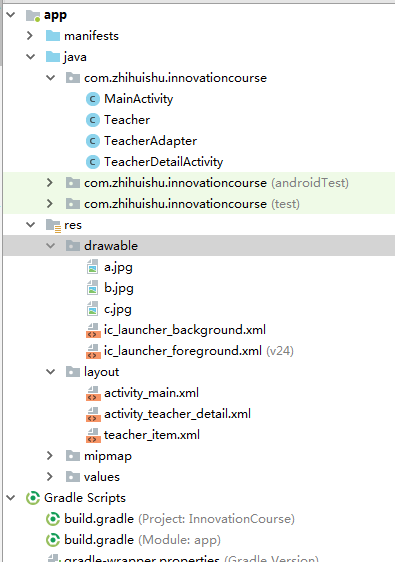 app
manifests
java
com.zhihuishu.innovationcourse
MainActivity
Teacher
TeacherAdapter
TeacherDetailActivity
com.zhihuishu.innovationcourse (androidTest)
com.zhihuishu.innovationcourse (test)
res
drawable
a.jpg
b.jpg
c.jpg
ic_launcher_background.xml
ic_launcher_foreground.xml (v24)
layout
activity_main.xml
activity_teacher_detail.xml
teacher_item.xml
mipmap
values
Gradle Scripts
build.gradle (Project: InnovationCourse)
build.gradle (Module: app)
gradle-wrapper.properties (Gradle Version)